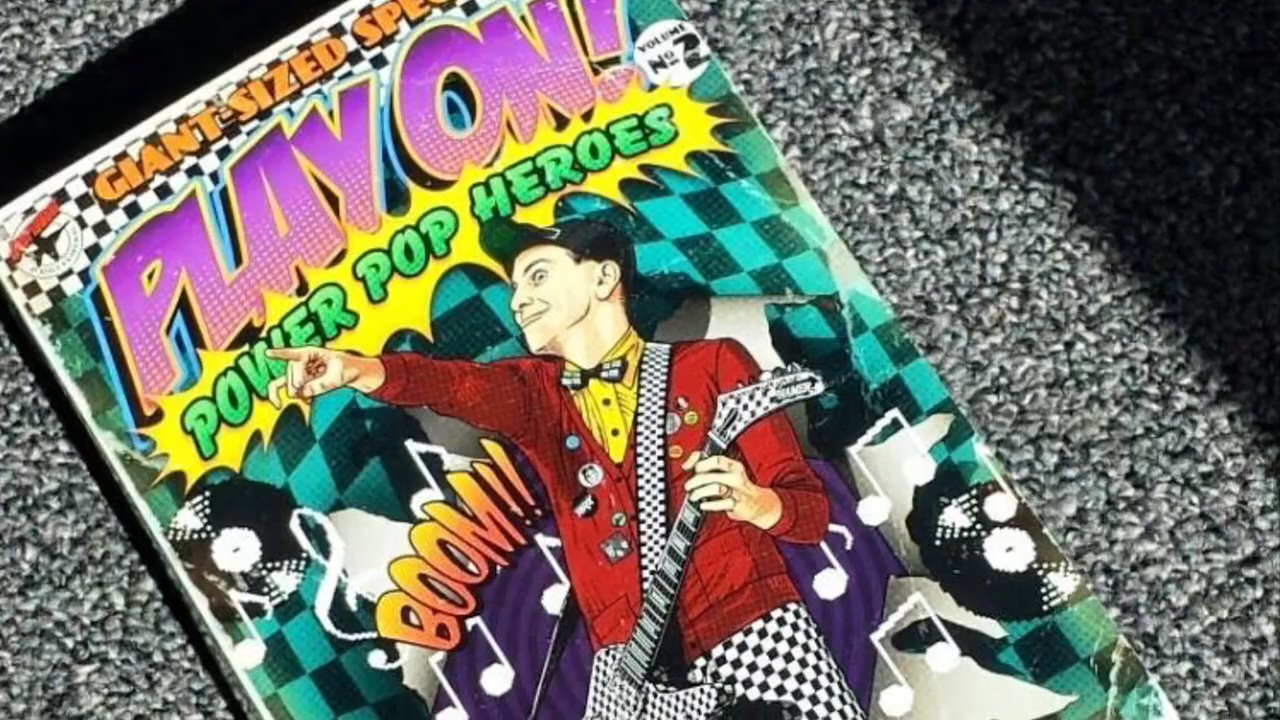 GIANT-SIZED SPEC
PLAY ON!
VOLUME
No. 2
POWER POP HEROES
BOOM!!